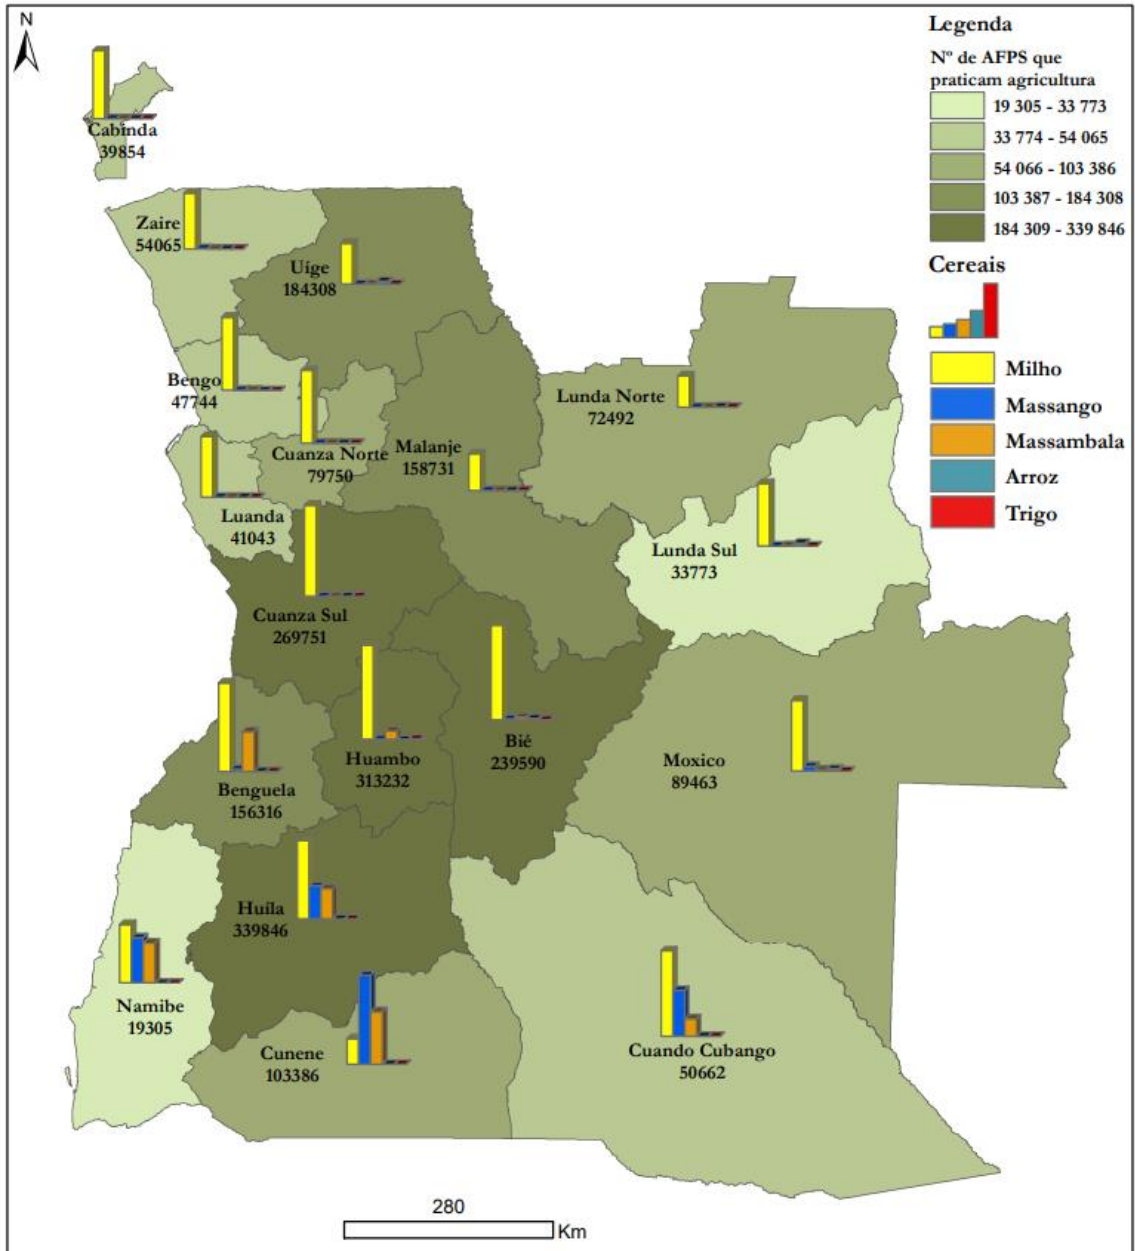 N
Legenda
Nº de AFPS que
praticam agricultura
19 305 - 33 773
33 774 - 54 065
54 066 - 103 386
103 387 - 184 308
184 309 - 339 846
Cereais
Milho
Massango
Massambala
Arroz
Trigo
Cabinda
39854
Zaire
54065
Uíge
184308
Bengo
47744
Cuanza Norte
79750
Malanje
158731
Lunda Norte
72492
Luanda
41043
Lunda Sul
33773
Cuanza Sul
269751
Huambo
313232
Bié
239590
Moxico
89463
Benguela
156316
Huíla
339846
Namibe
19305
Cunene
103386
Cuando Cubango
50662
280
Km